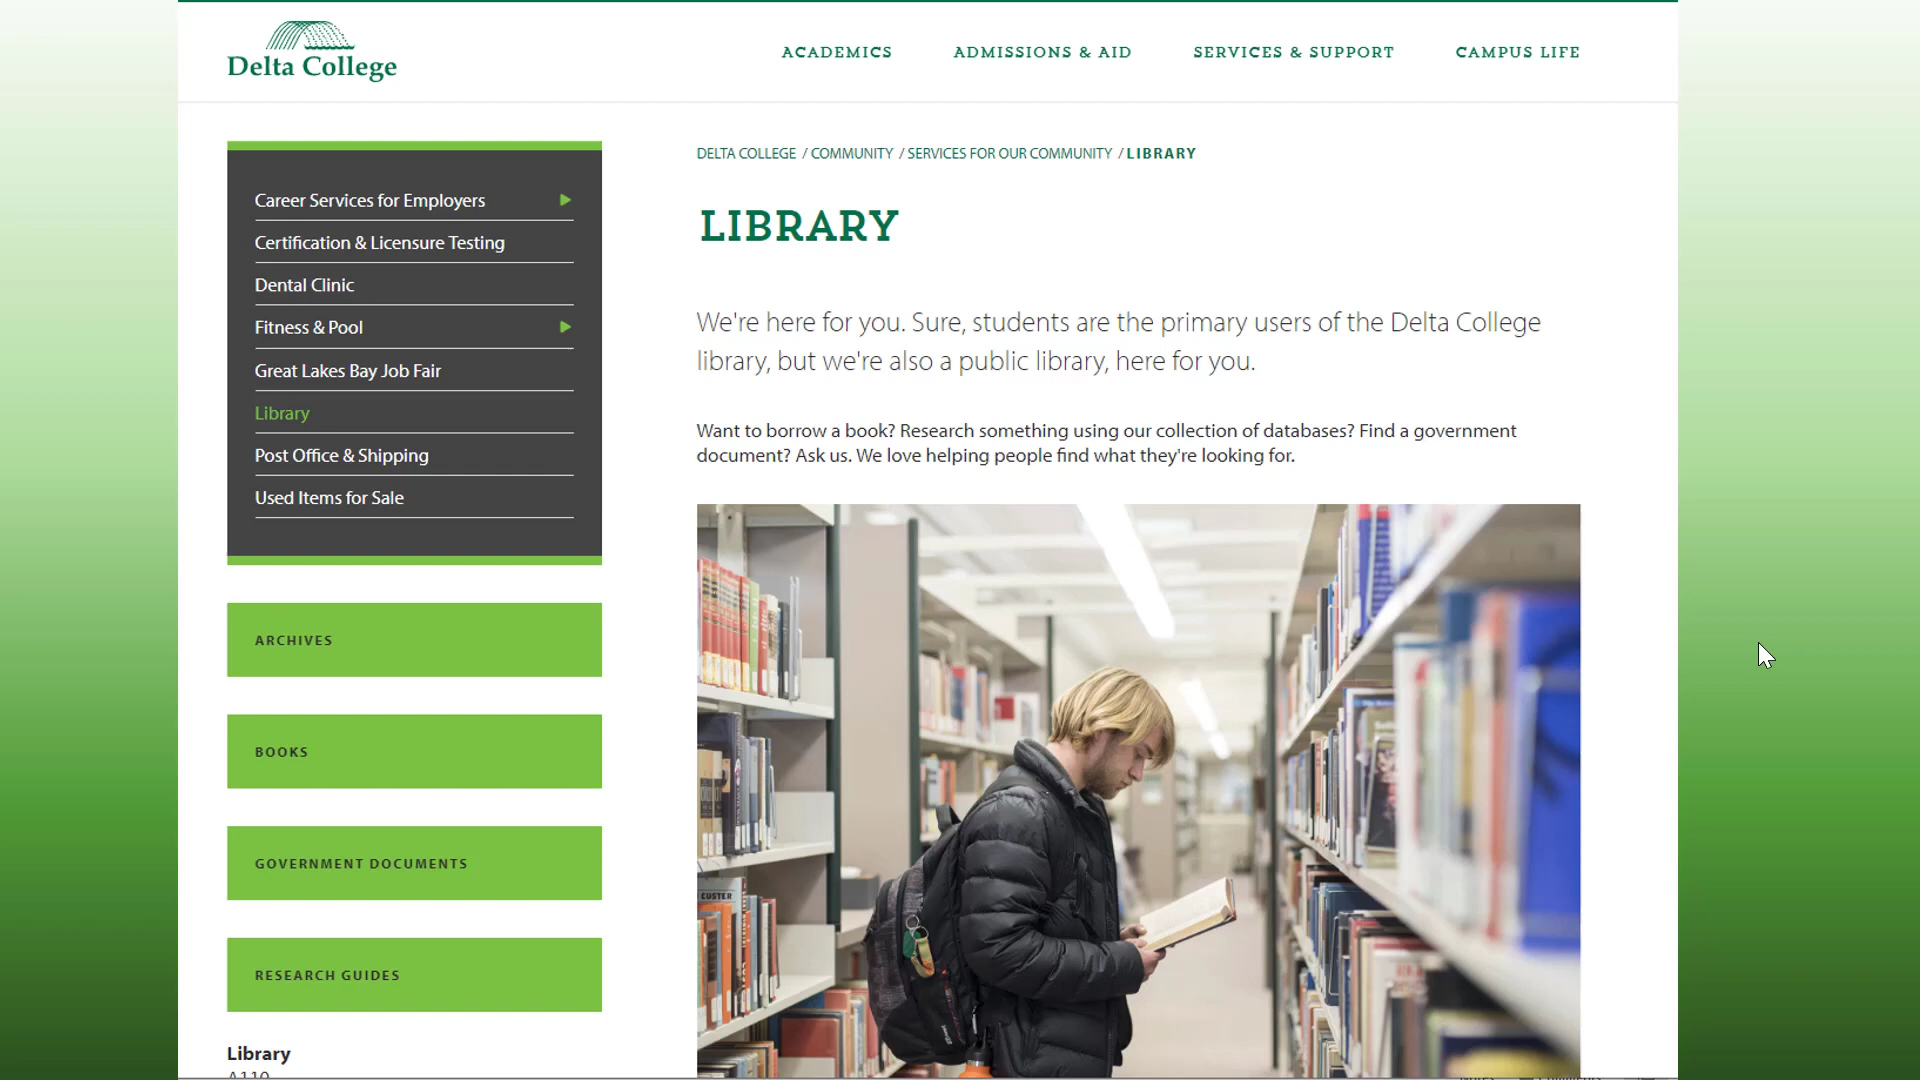 Delta College
ACADEMICS
ADMISSIONS & AID
SERVICES & SUPPORT
CAMPUS LIFE
Career Services for Employers
Certification & Licensure Testing
Dental Clinic
Fitness & Pool
Great Lakes Bay Job Fair
Library
Post Office & Shipping
Used Items for Sale
ARCHIVES
BOOKS
GOVERNMENT DOCUMENTS
RESEARCH GUIDES
Library
A110
DELTA COLLEGE / COMMUNITY / SERVICES FOR OUR COMMUNITY / LIBRARY
LIBRARY
We're here for you. Sure, students are the primary users of the Delta College
library, but we're also a public library, here for you.
Want to borrow a book? Research something using our collection of databases? Find a government
document? Ask us. We love helping people find what they're looking for.
CUSTER